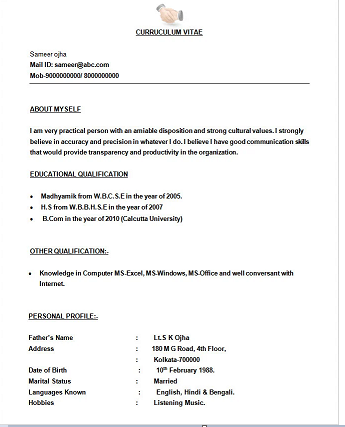 CURRUCULUM VITAE
Sameer ojha
Mail ID: sameer@abc.com
Mob-9000000000/ 8000000000
ABOUT MYSELF
I am very practical person with an amiable disposition and strong cultural values. I strongly
believe in accuracy and precision in whatever I do. I believe I have good communication skills
that would provide transparency and productivity in the organization.
EDUCATIONAL QUALIFICATION
• Madhyamik from W.B.C.S.E in the year of 2005.
• H.S from W.B.B.H.S.E in the year of 2007
• B.Com in the year of 2010 (Calcutta University)
OTHER QUALIFICATION:-
• Knowledge in Computer MS-Excel, MS-Windows, MS-Office and well conversant with
Internet.
PERSONAL PROFILE:-
Father's Name : Lt.S K Ojha
Address : 180 M G Road, 4th Floor,
: Kolkata-700000
Date of Birth : 10th February 1988.
Marital Status : Married
Languages Known : English, Hindi & Bengali.
Hobbies : Listening Music.